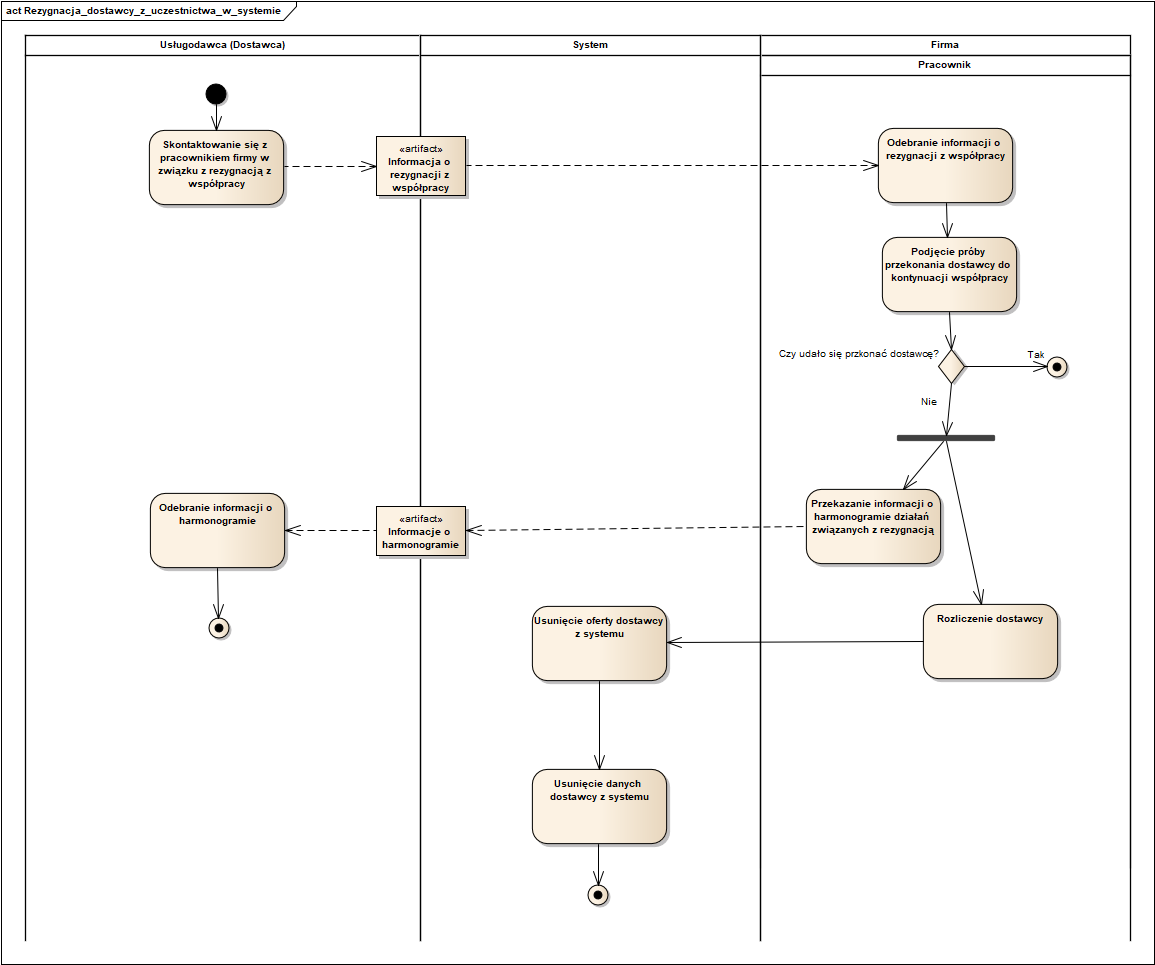 act Rezygnacja_dostawcy_z_uczestnictwa_w_systemie
Usługodawca (Dostawca)
System
Firma
Pracownik
Skontaktowanie się z
pracownikiem firmy w
związku z rezygnacją z
współpracy
«artifact»
Informacja o
rezygnacji z
współpracy
Odebranie informacji o
rezygnacji z współpracy
Podjęcie próby
przekonania dostawcy do
kontynuacji współpracy
Czy udało się przkonać dostawcę?
Tak
Nie
Odebranie informacji o
harmonogramie
«artifact»
Informacje o
harmonogramie
Przekazanie informacji o
harmonogramie działań
związanych z rezygnacją
Usunięcie oferty dostawcy
z systemu
Rozliczenie dostawcy
Usunięcie danych
dostawcy z systemu